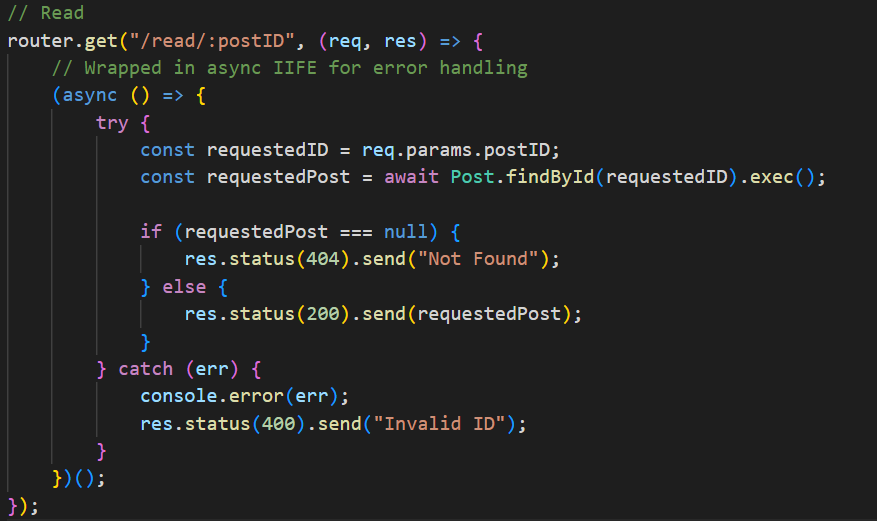 // Read
router.get("/read/:postID", (req, res) => {
    // Wrapped in async IIFE for error handling
    (async () => {
        try {
            const requestedID = req.params.postID;
            const requestedPost = await Post.findById(requestedID).exec();

            if (requestedPost === null) {
                res.status(404).send("Not Found");
            } else {
                res.status(200).send(requestedPost);
            }
        } catch (err) {
            console.error(err);
            res.status(400).send("Invalid ID");
        }
    })();
});